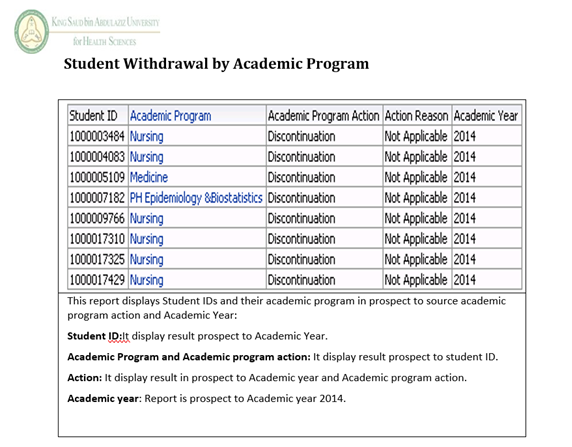 KING SAUD bin ABDULAZIZ UNIVERSITY
for HEALTH SCIENCES
Student Withdrawal by Academic Program
Student ID Academic Program Academic Program Action Action Reason Academic Year
1000003484 Nursing Discontinuation Not Applicable 2014
1000004083 Nursing Discontinuation Not Applicable 2014
1000005109 Medicine Discontinuation Not Applicable 2014
1000007182 PH Epidemiology &Biostatistics Discontinuation Not Applicable 2014
1000009766 Nursing Discontinuation Not Applicable 2014
1000017310 Nursing Discontinuation Not Applicable 2014
1000017325 Nursing Discontinuation Not Applicable 2014
1000017429 Nursing Discontinuation Not Applicable 2014
This report displays Student IDs and their academic program in prospect to source academic
program action and Academic Year:
Student ID:It display result prospect to Academic Year.
Academic Program and Academic program action: It display result prospect to student ID.
Action: It display result in prospect to Academic year and Academic program action.
Academic year: Report is prospect to Academic year 2014.